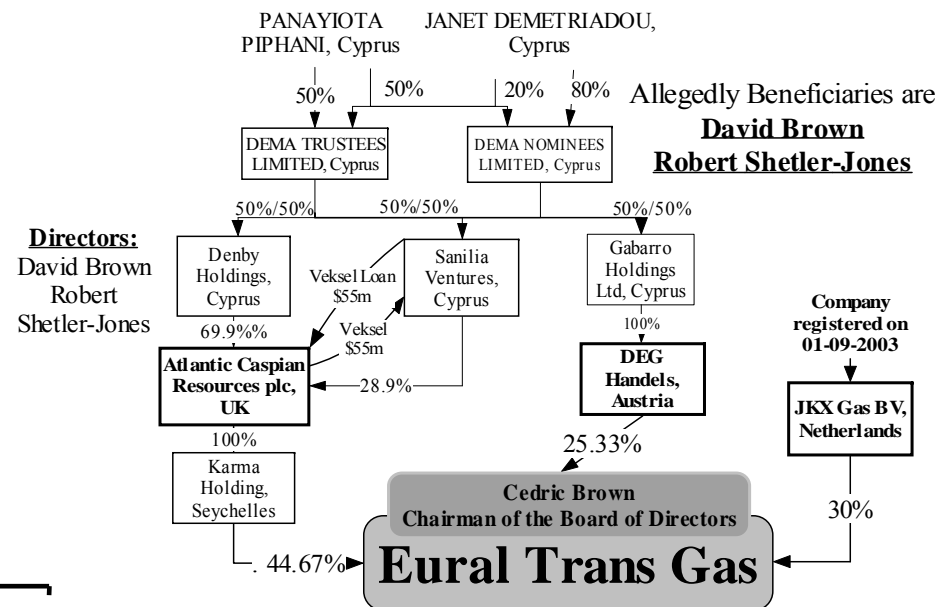 PANAYIOTA
PIPHANI, Cyprus
JANET DEMETRIADOU,
Cyprus
50%
50%
20%
80%
Allegedly Beneficiaries are
David Brown
Robert Shetler-Jones
DEMA TRUSTEES
LIMITED, Cyprus
DEMA NOMINEES
LIMITED, Cyprus
50%/50%
50%/50%
50%/50%
Directors:
David Brown
Robert
Shetler-Jones
Denby
Holdings,
Cyprus
Veksel Loan
$55m
Veksel
$55m
Sanilia
Ventures,
Cyprus
Gabarro
Holdings
Ltd, Cyprus
Company
registered on
01-09-2003
69.9%%
100%
Atlantic Caspian
Resources plc,
UK
28.9%
DEG
Handels,
Austria
JKX Gas BV,
Netherlands
100%
25.33%
Karma
Holding,
Seychelles
Cedric Brown
Chairman of the Board of Directors
30%
. 44.67%
Eural Trans Gas